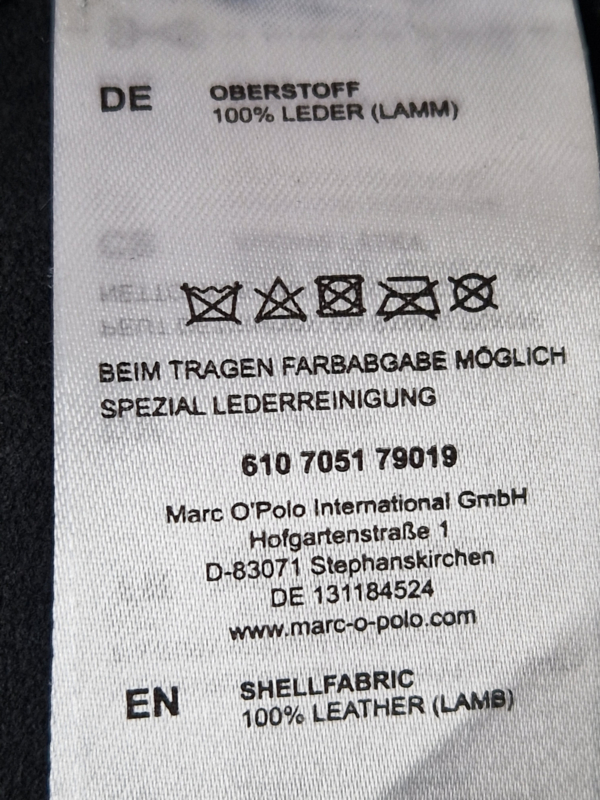 DE
OBERSTOFF
100% LEDER (LAMM)
BEIM TRAGEN FARBABGABE MÖGLICH
SPEZIAL LEDERREINIGUNG
610 7051 79019
Marc O'Polo International GmbH
Hofgartenstraße 1
D-83071 Stephanskirchen
DE 131184524
www.marc-o-polo.com
EN
SHELLFABRIC
100% LEATHER (LAMB)